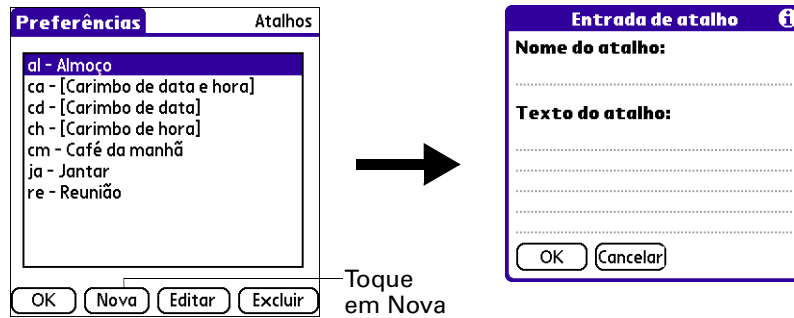 Preferências Atalhos
al - Almoço
ca - [Carimbo de data e hora]
cd - [Carimbo de data]
ch - [Carimbo de hora]
cm - Café da manhã
ja - Jantar
re - Reunião
OK Nova Editar Excluir
Toque
em Nova
Entrada de atalho i
Nome do atalho:
Texto do atalho:
OK Cancelar